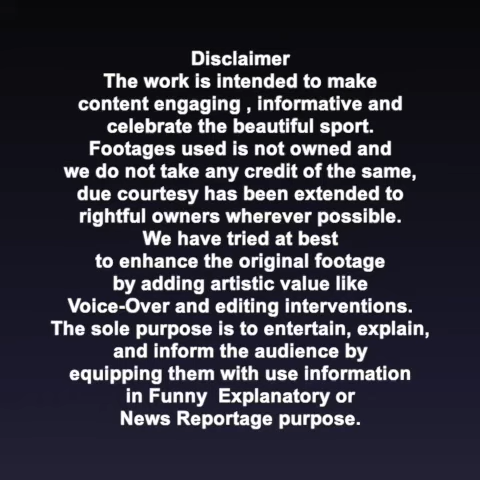 Disclaimer
The work is intended to make
content engaging , informative and
celebrate the beautiful sport.
Footages used is not owned and
we do not take any credit of the same,
due courtesy has been extended to
rightful owners wherever possible.
We have tried at best
to enhance the original footage
by adding artistic value like
Voice-Over and editing interventions.
The sole purpose is to entertain, explain,
and inform the audience by
equipping them with use information
in Funny  Explanatory or
News Reportage purpose.